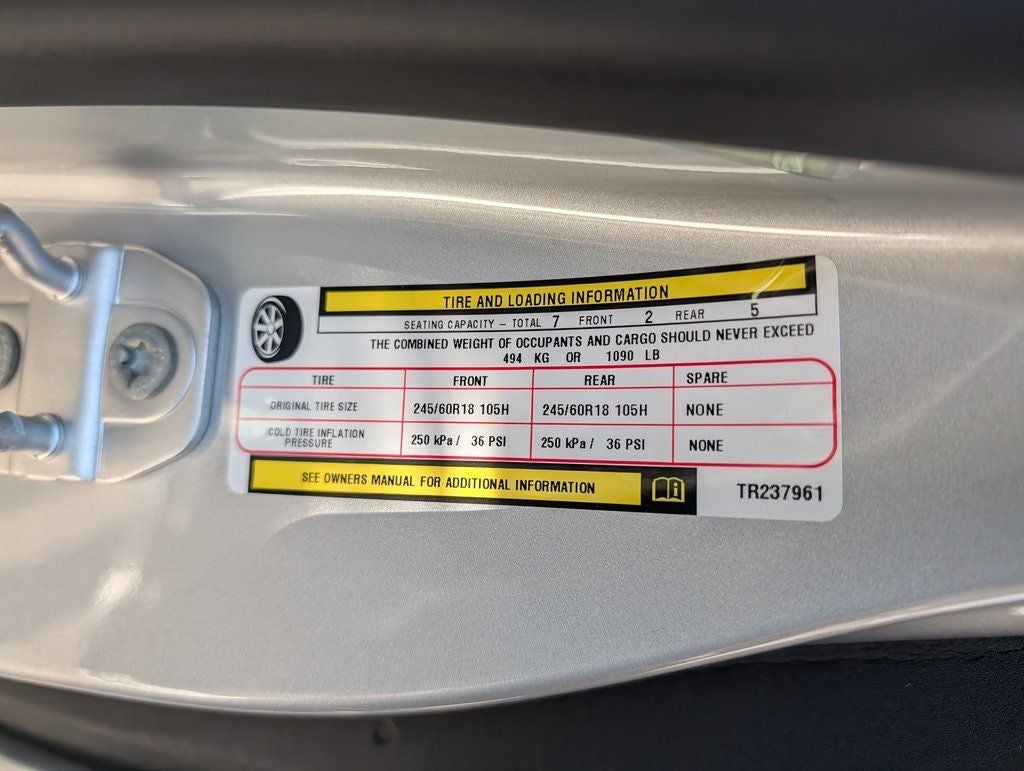 TIRE AND LOADING INFORMATION
SEATING CAPACITY – TOTAL 7 FRONT 2 REAR 5
THE COMBINED WEIGHT OF OCCUPANTS AND CARGO SHOULD NEVER EXCEED
494 KG OR 1090 LB
TIRE FRONT REAR SPARE
ORIGINAL TIRE SIZE 245/60R18 105H 245/60R18 105H NONE
COLD TIRE INFLATION PRESSURE 250 kPa / 36 PSI 250 kPa / 36 PSI NONE
SEE OWNERS MANUAL FOR ADDITIONAL INFORMATION
TR237961